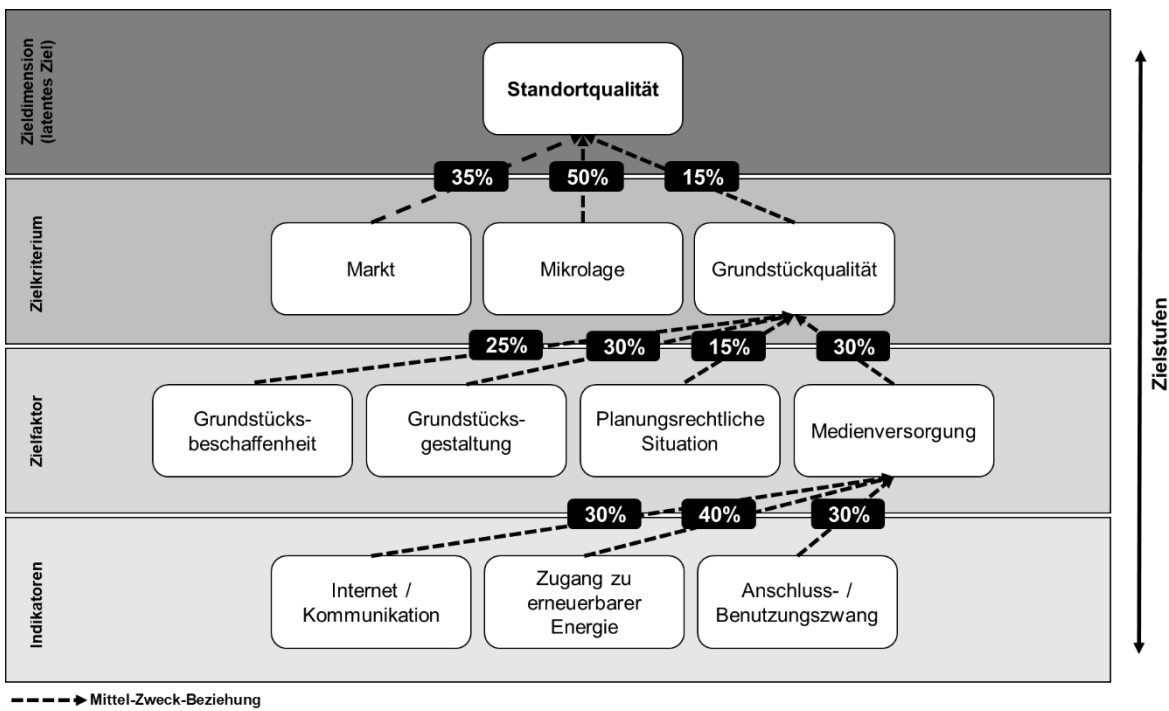 Zieldimension
(latentes Ziel)
Standortqualität
35%
50%
15%
Zielkriterium
Markt
Mikrolage
Grundstückqualität
25%
30%
15%
30%
Zielfaktor
Grundstücks-
beschaffenheit
Grundstücks-
gestaltung
Planungsrechtliche
Situation
Medienversorgung
30%
40%
30%
Indikatoren
Internet /
Kommunikation
Zugang zu
erneuerbarer
Energie
Anschluss- /
Benutzungszwang
Zielstufen
Mittel-Zweck-Beziehung